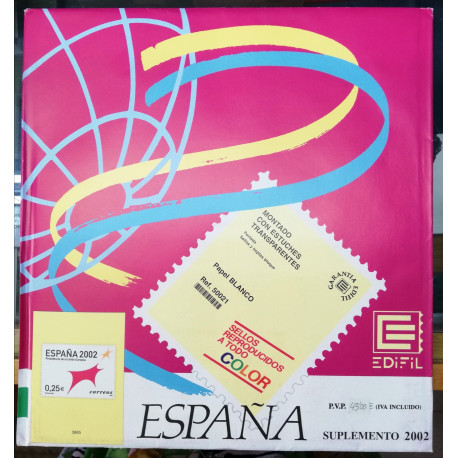 MONTADO
CON ESTUCHES
TRANSPARENTES
Papel BLANCO
Ref. 50021
GARANTIA EDIFIL
SELLOS
REPRODUCIDOS
A TODO
COLOR
EDIFIL
ESPAÑA 2002
0,25€
correos
ESPAÑA
P.V.P. (IVA INCLUIDO)
SUPLEMENTO 2002